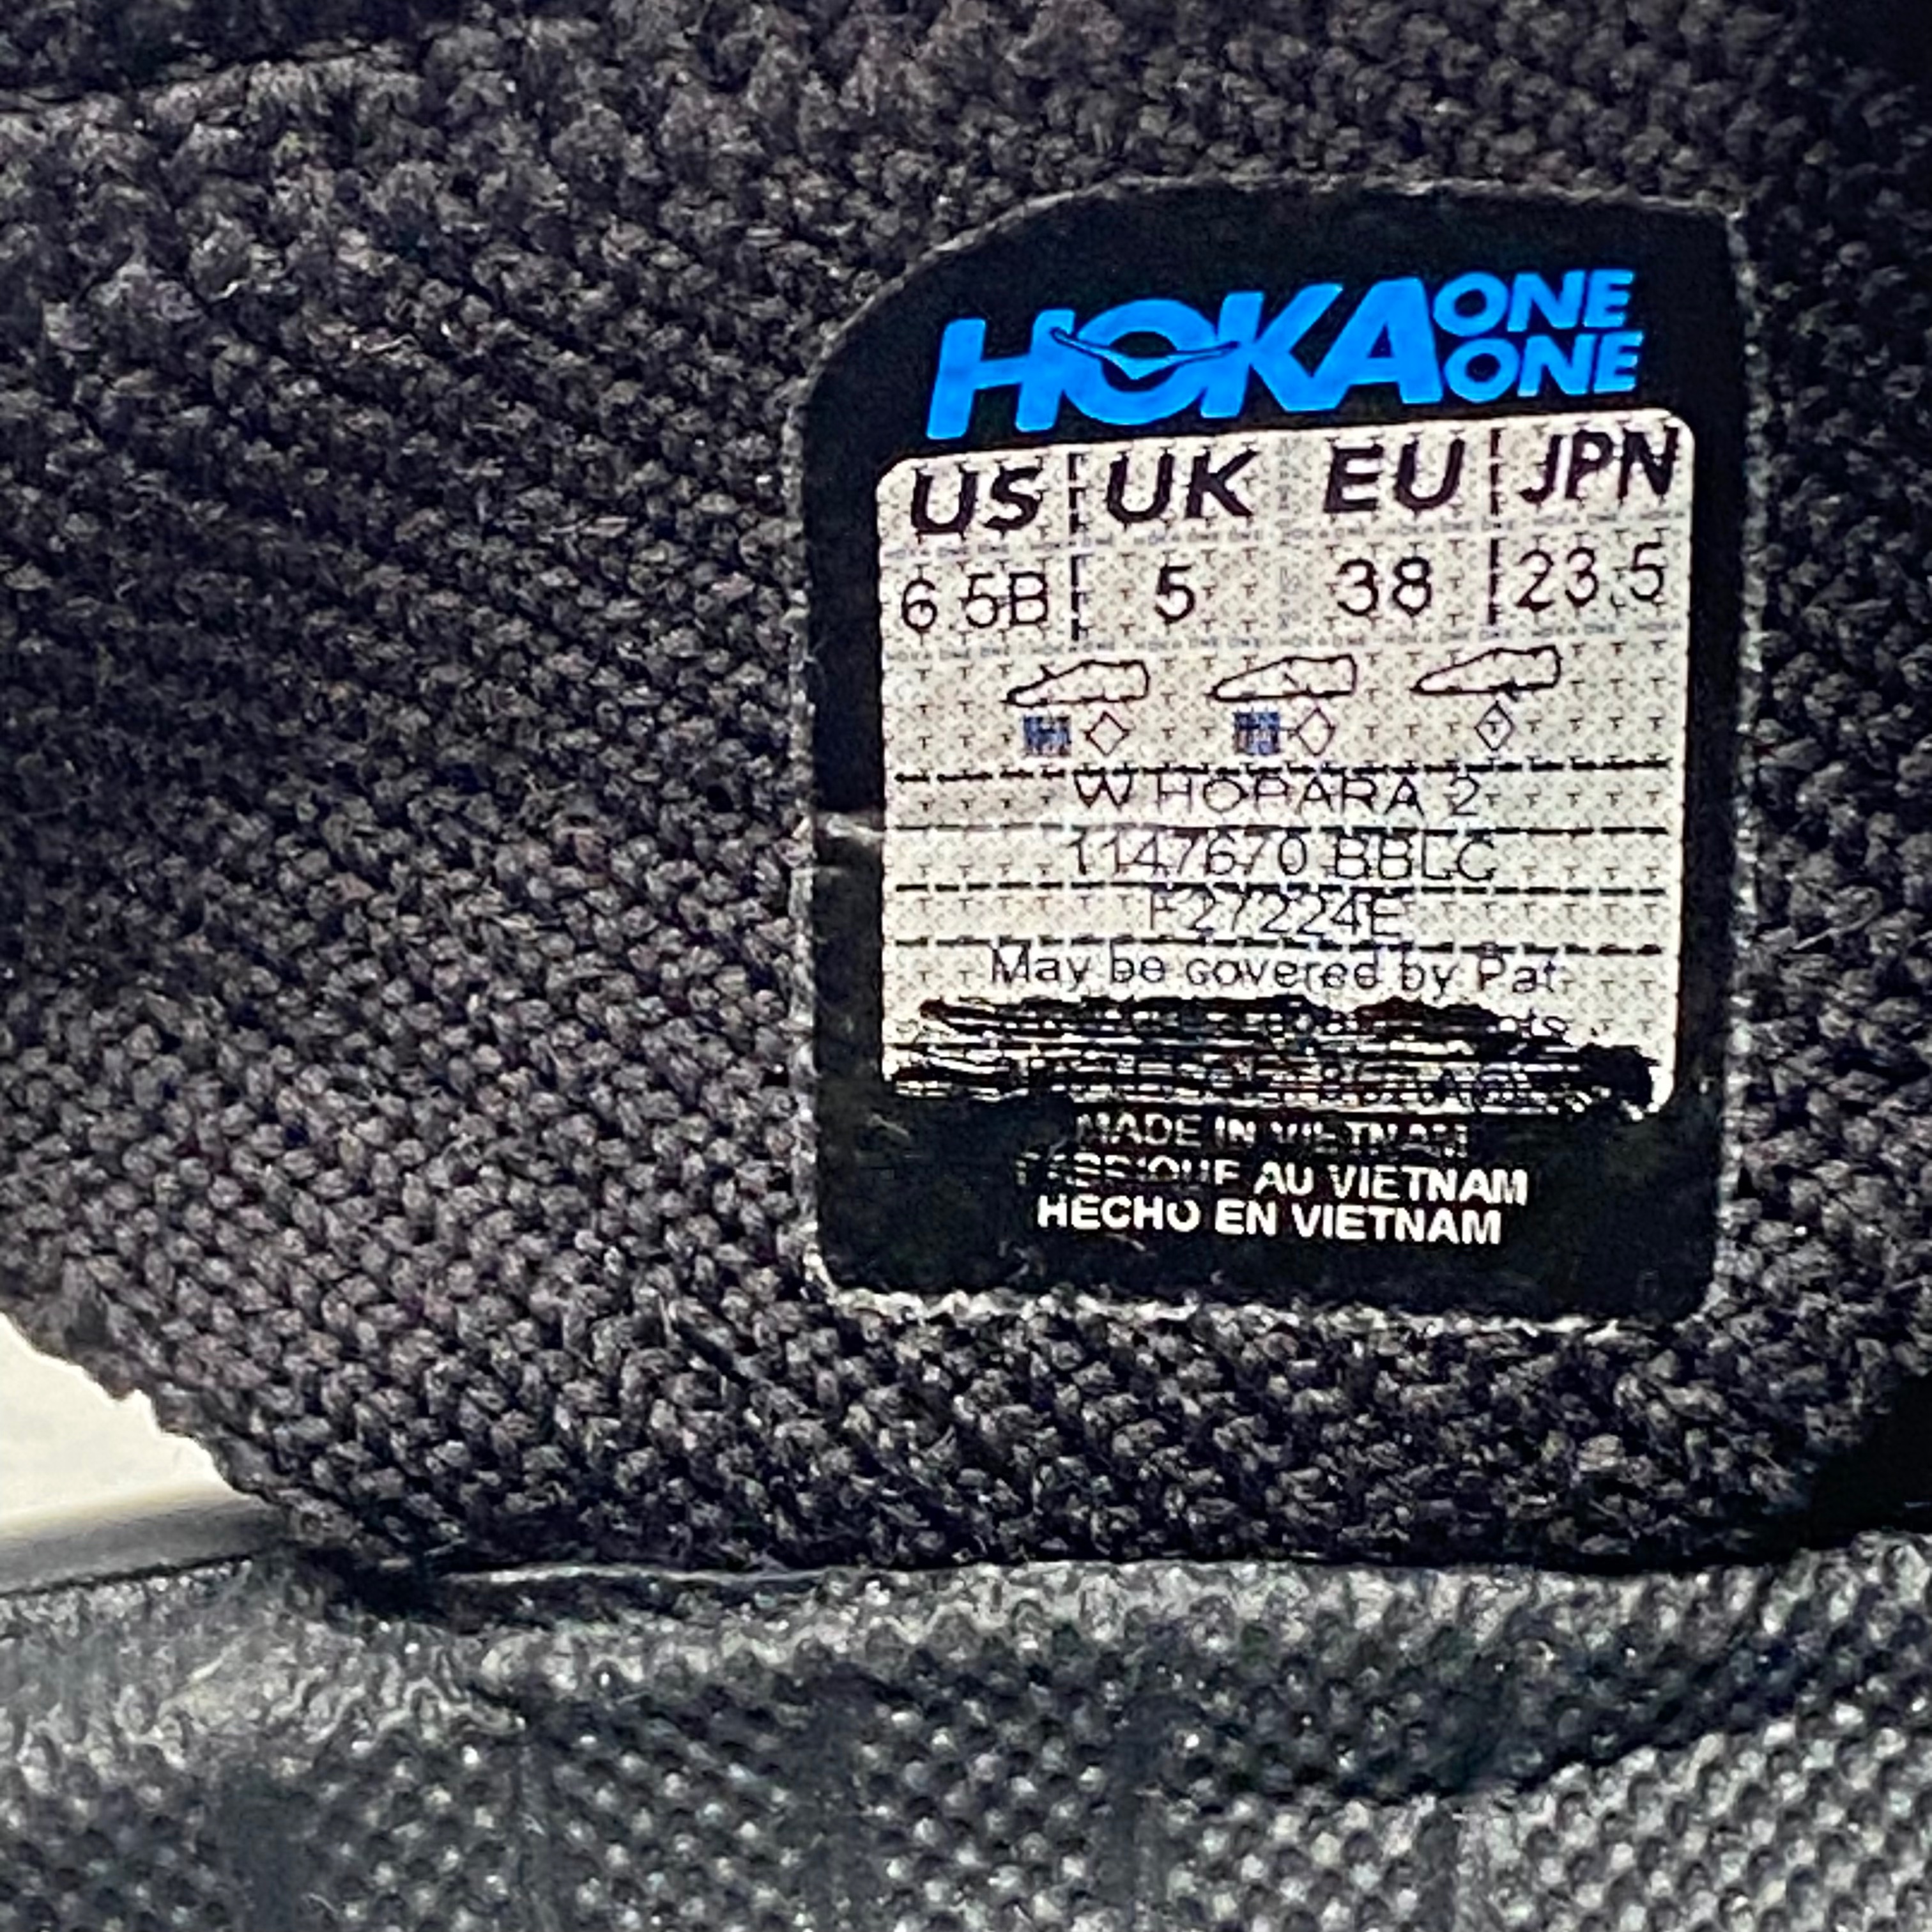 HOKA ONE ONE
US UK EU JPN
6.5B 5 38 23.5
W HOPARA 2
1147670 BBLC
F27224E
May be covered by Pat.
MADE IN VIETNAM
FABRIQUE AU VIETNAM
HECHO EN VIETNAM